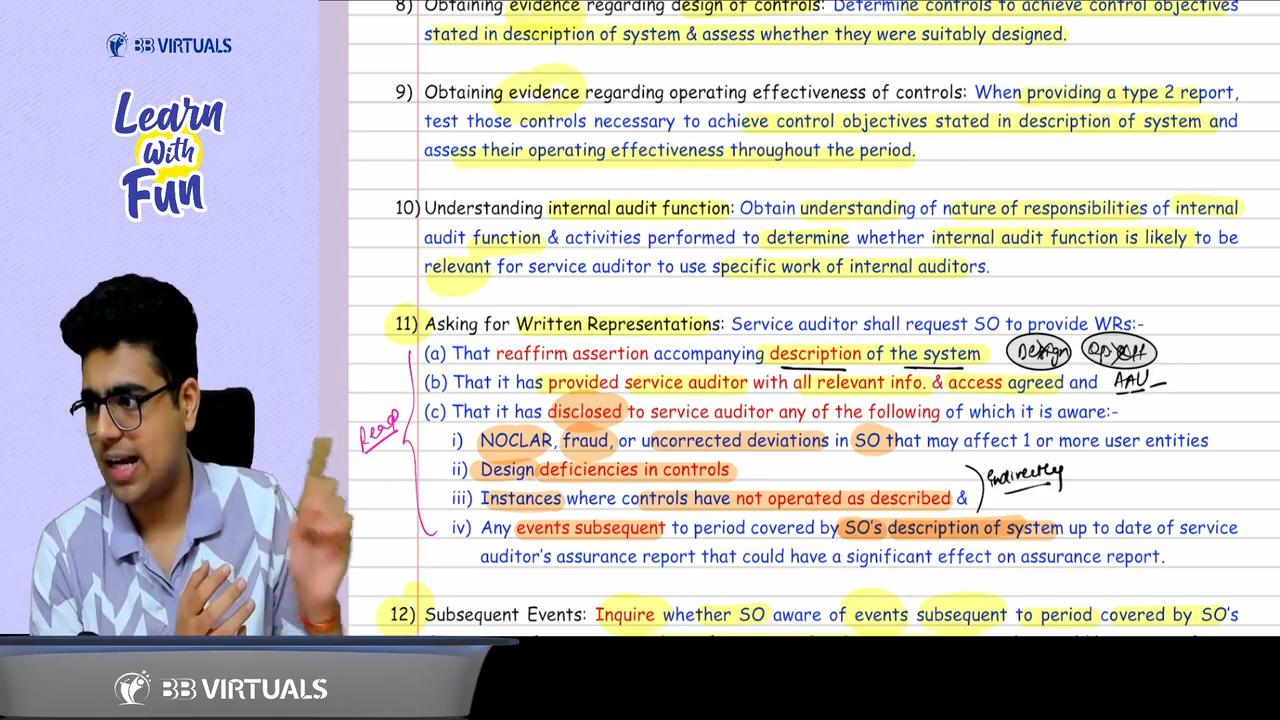 BB VIRTUALS
Learn
With
Fun
8) Obtaining evidence regarding design of controls: Determine controls to achieve control objectives
stated in description of system & assess whether they were suitably designed.
9) Obtaining evidence regarding operating effectiveness of controls: When providing a type 2 report,
test those controls necessary to achieve control objectives stated in description of system and
assess their operating effectiveness throughout the period.
10) Understanding internal audit function: Obtain understanding of nature of responsibilities of internal
audit function & activities performed to determine whether internal audit function is likely to be
relevant for service auditor to use specific work of internal auditors.
11) Asking for Written Representations: Service auditor shall request SO to provide WRs:-
(a) That reaffirm assertion accompanying description of the system Design
(b) That it has provided service auditor with all relevant info. & access agreed and AAU
(c) That it has disclosed to service auditor any of the following of which it is aware:-
i) NOCLAR, fraud, or uncorrected deviations in SO that may affect 1 or more user entities
ii) Design deficiencies in controls
iii) Instances where controls have not operated as described & indirectly
iv) Any events subsequent to period covered by SO's description of system up to date of service
auditor's assurance report that could have a significant effect on assurance report.
12) Subsequent Events: Inquire whether SO aware of events subsequent to period covered by SO's
BB VIRTUALS